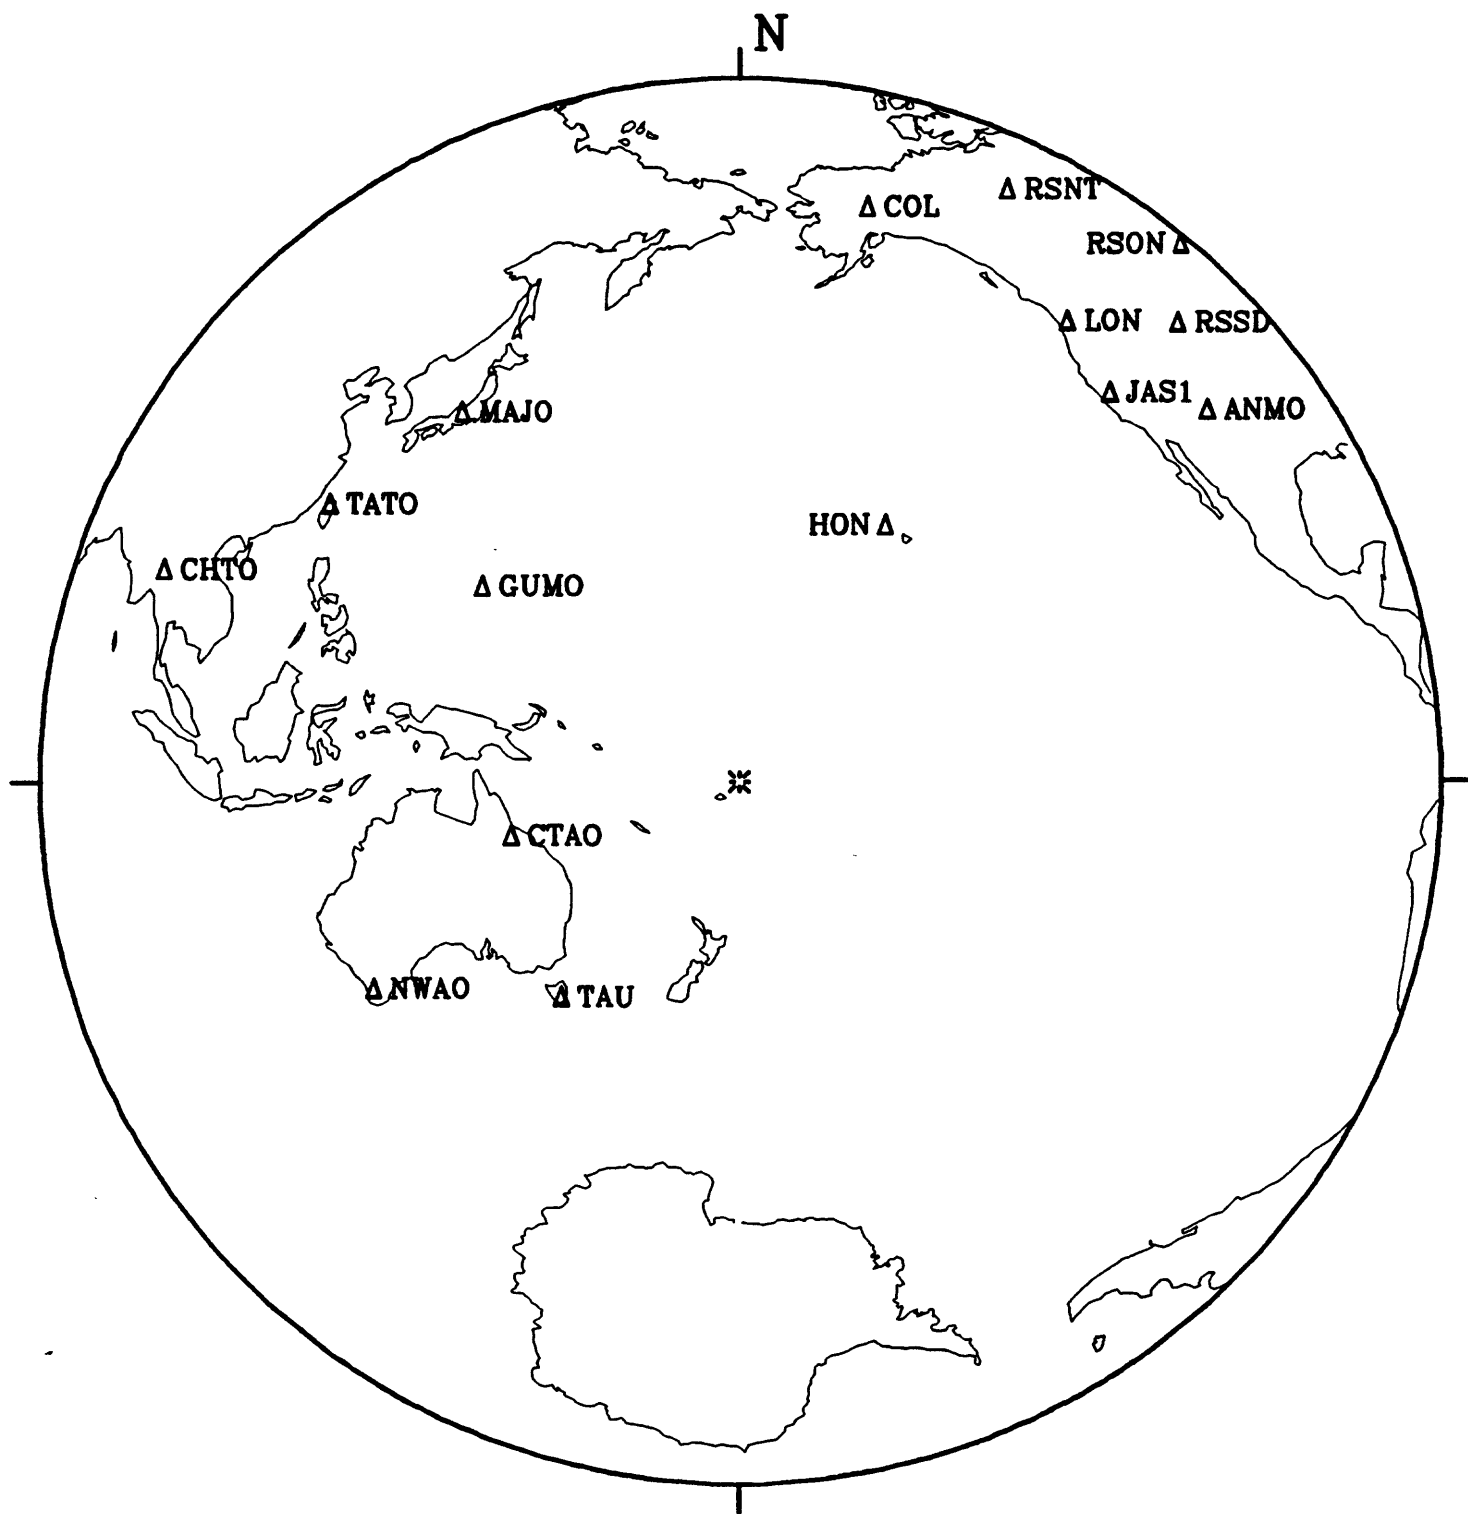 N
RSNT
COL
RSON
LON
RSSD
JAS1
ANMO
MAJO
TATO
HON
CHTO
GUMO
CTAO
NWAO
TAU